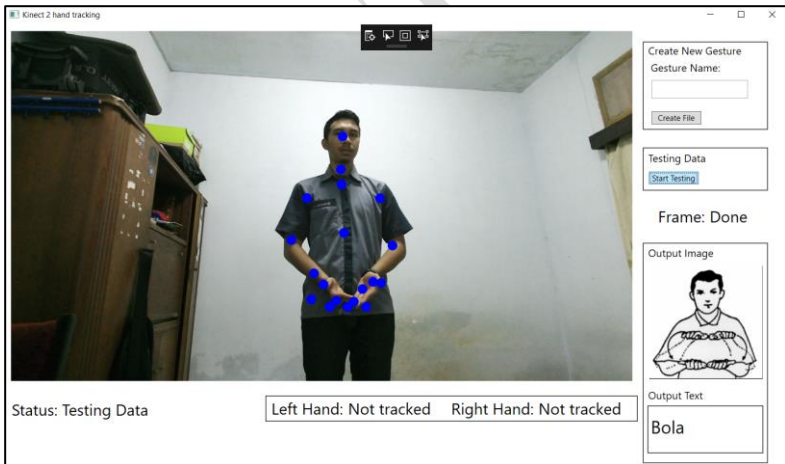 Kinect 2 hand tracking
Create New Gesture
Gesture Name:
Create File
Testing Data
Start Testing
Frame: Done
Output Image
Output Text
Bola
Status: Testing Data
Left Hand: Not tracked Right Hand: Not tracked